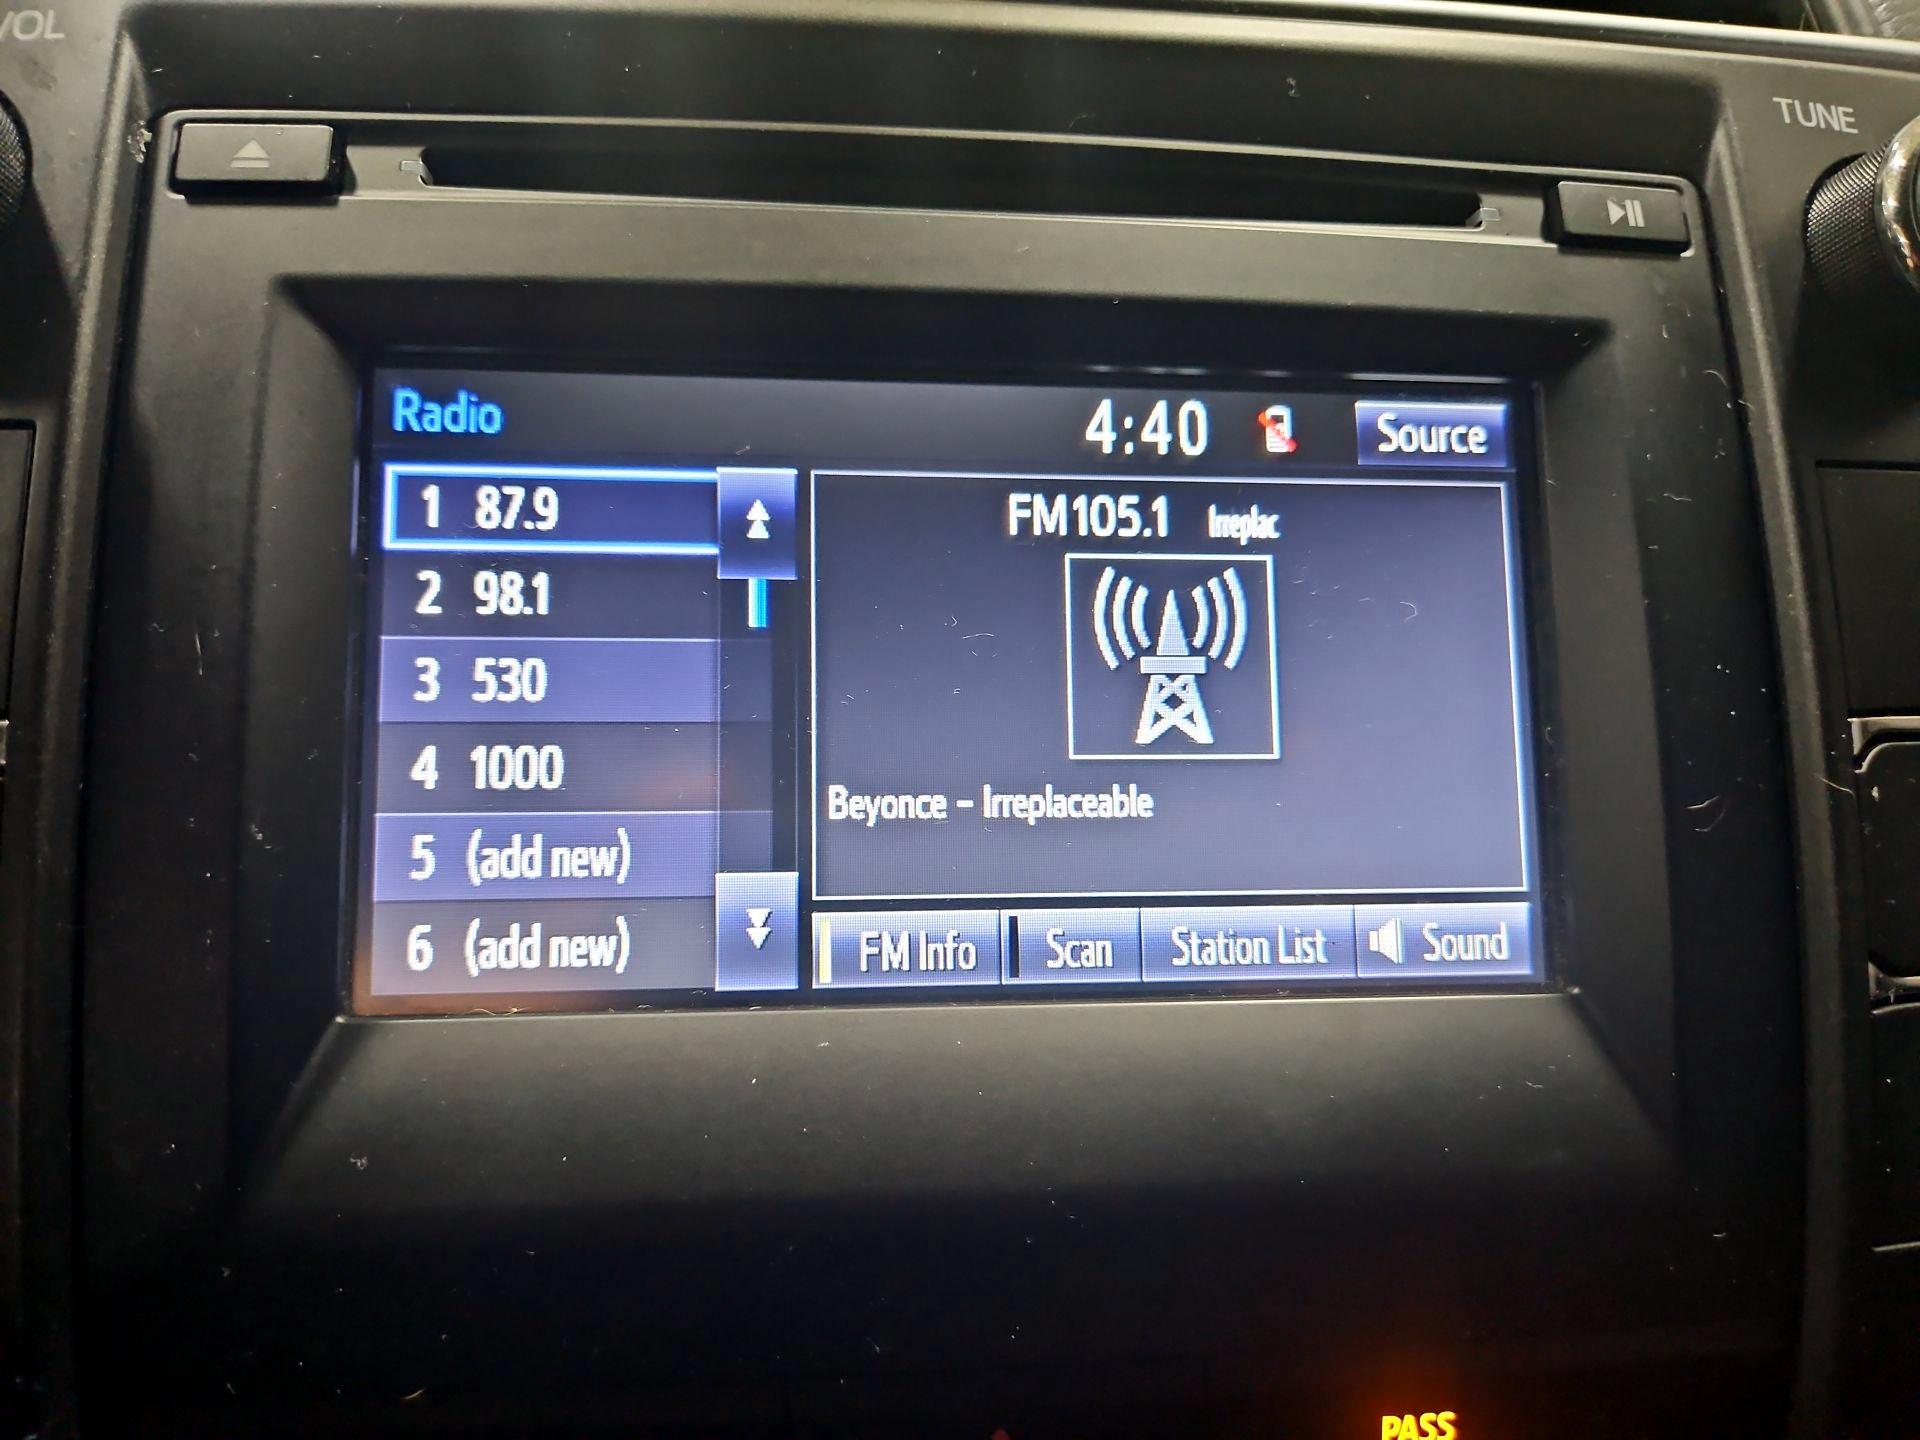 VOL
TUNE
Radio
4:40
Source
1 87.9
2 98.1
3 530
4 1000
5 (add new)
6 (add new)
FM105.1 Irreplac
Beyonce - Irreplaceable
FM Info
Scan
Station List
Sound
PASS